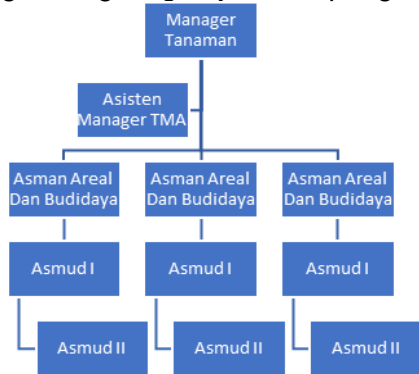 Manager
Tanaman
Asisten
Manager TMA
Asman Areal
Dan Budidaya
Asman Areal
Dan Budidaya
Asman Areal
Dan Budidaya
Asmud I
Asmud I
Asmud I
Asmud II
Asmud II
Asmud II